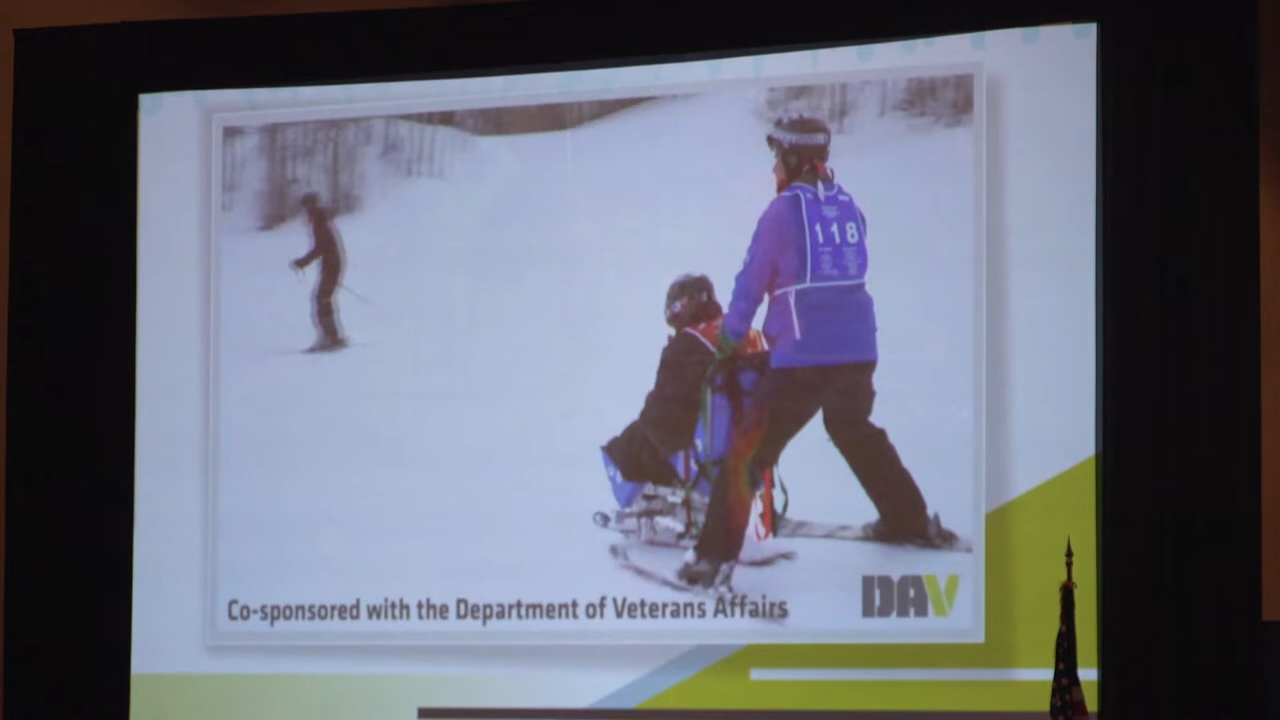 118
Co-sponsored with the Department of Veterans Affairs
DAV